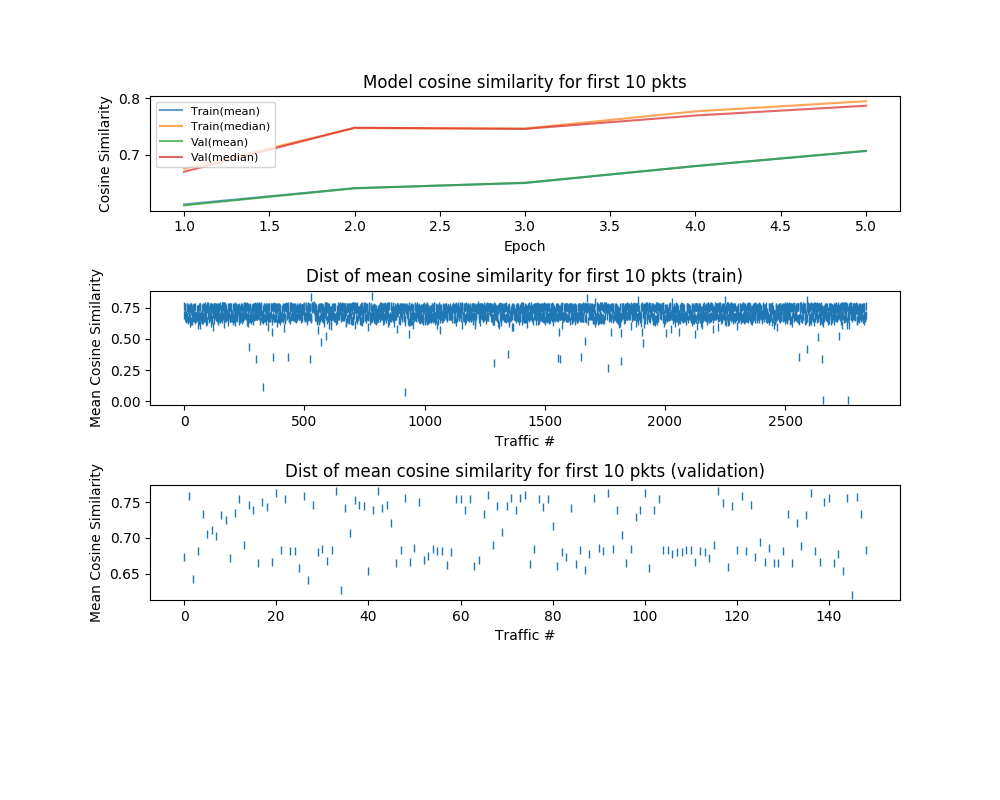 Model cosine similarity for first 10 pkts
Cosine Similarity
0.8
0.7
Train(mean)
Train(median)
Val(mean)
Val(median)
1.0 1.5 2.0 2.5 3.0 3.5 4.0 4.5 5.0
Epoch
Dist of mean cosine similarity for first 10 pkts (train)
Mean Cosine Similarity
0.75
0.50
0.25
0.00
0 500 1000 1500 2000 2500
Traffic #
Dist of mean cosine similarity for first 10 pkts (validation)
Mean Cosine Similarity
0.75
0.70
0.65
0 20 40 60 80 100 120 140
Traffic #